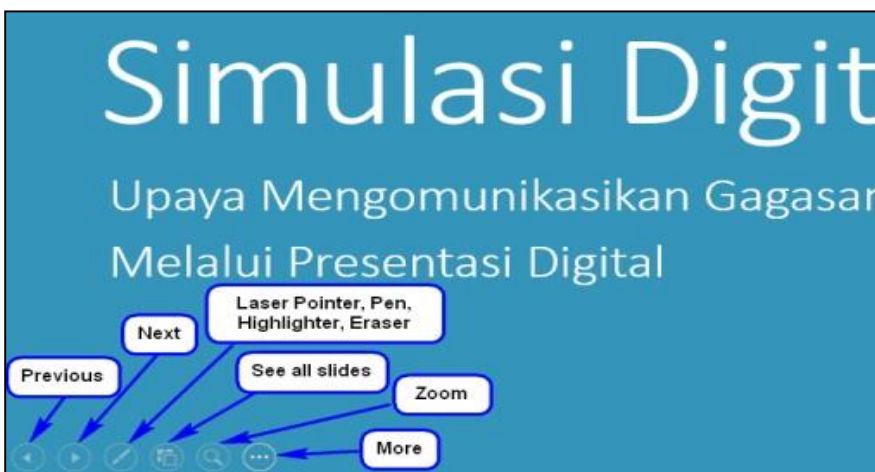 Simulasi Digit
Upaya Mengomunikasikan Gagasan
Melalui Presentasi Digital
Laser Pointer, Pen,
Highlighter, Eraser
Next
See all slides
Previous
Zoom
More